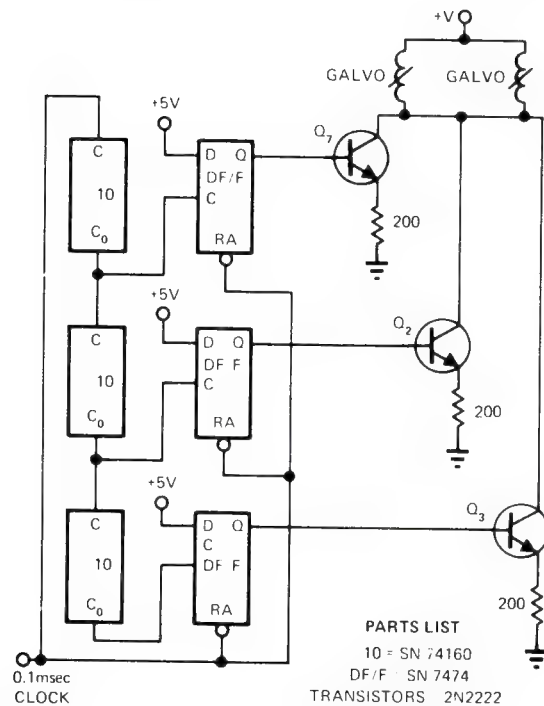 +V
GALVO GALVO
+5V
Q7
C
10
C0
D Q
DF/F
C
RA
200
+5V
Q2
C
10
C0
D Q
DF F
C
RA
200
+5V
Q3
C
10
C0
D Q
C
DF F
RA
200
0.1msec
CLOCK
PARTS LIST
10 = SN 74160
DF/F SN 7474
TRANSISTORS 2N2222